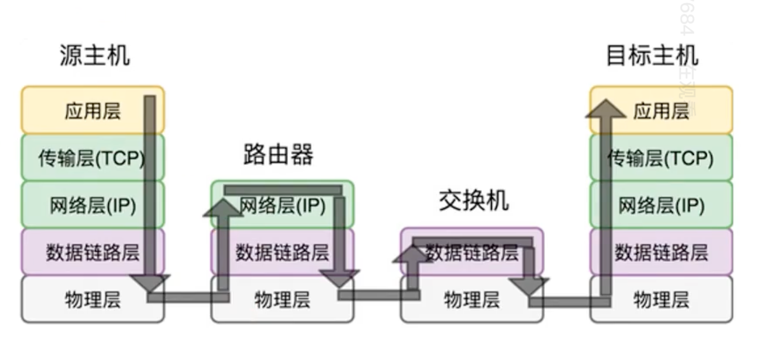 源主机
目标主机
应用层
传输层(TCP)
网络层(IP)
数据链路层
物理层
路由器
网络层(IP)
数据链路层
物理层
交换机
数据链路层
物理层
应用层
传输层(TCP)
网络层(IP)
数据链路层
物理层
7684